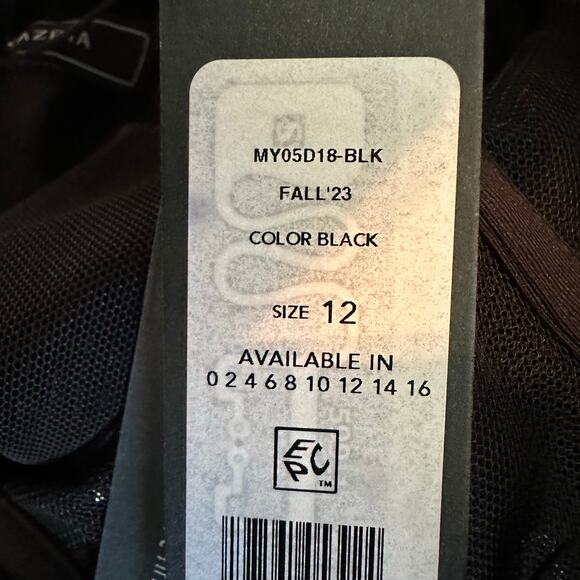 MY05D18-BLK
FALL'23
COLOR BLACK
SIZE 12
AVAILABLE IN
0 2 4 6 8 10 12 14 16
EPC
TM